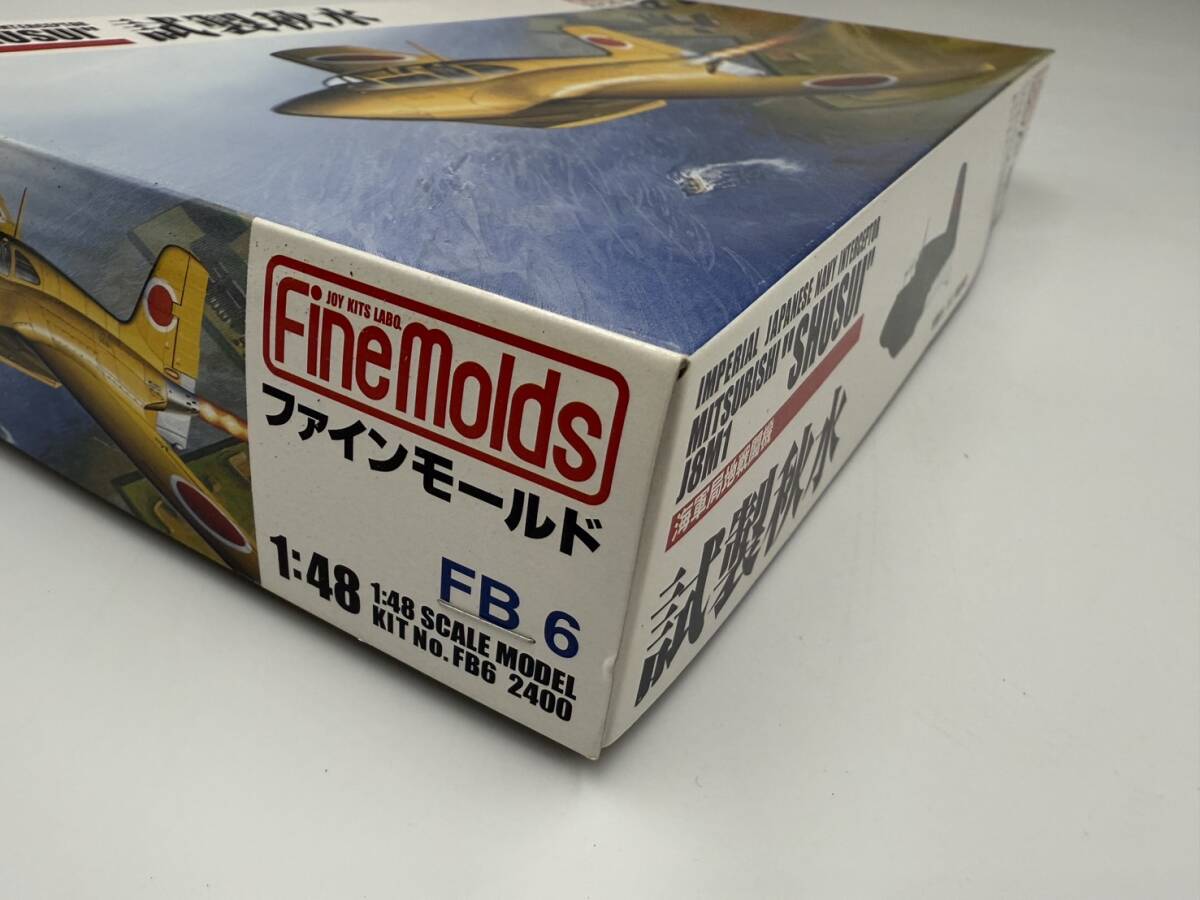 試製秋水
JOY KITS LABO.
FineMolds
ファインモールド
1:48
FB 6
1:48 SCALE MODEL
KIT No. FB6 2400
IMPERIAL JAPANESE NAVY INTERCEPTOR
MITSUBISHI "SHUSUI"
J8M1
海軍局地戦闘機
試製秋水